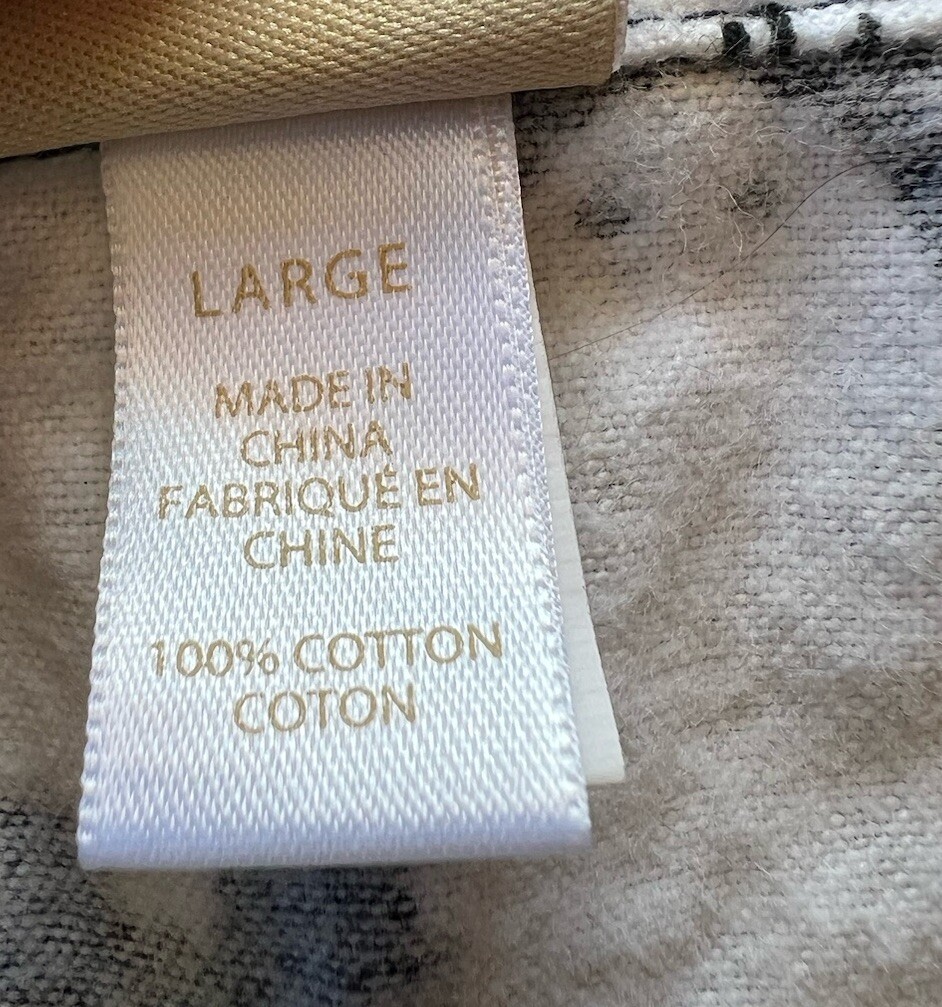 LARGE
MADE IN
CHINA
FABRIQUÉ EN
CHINE
100% COTTON
COTON